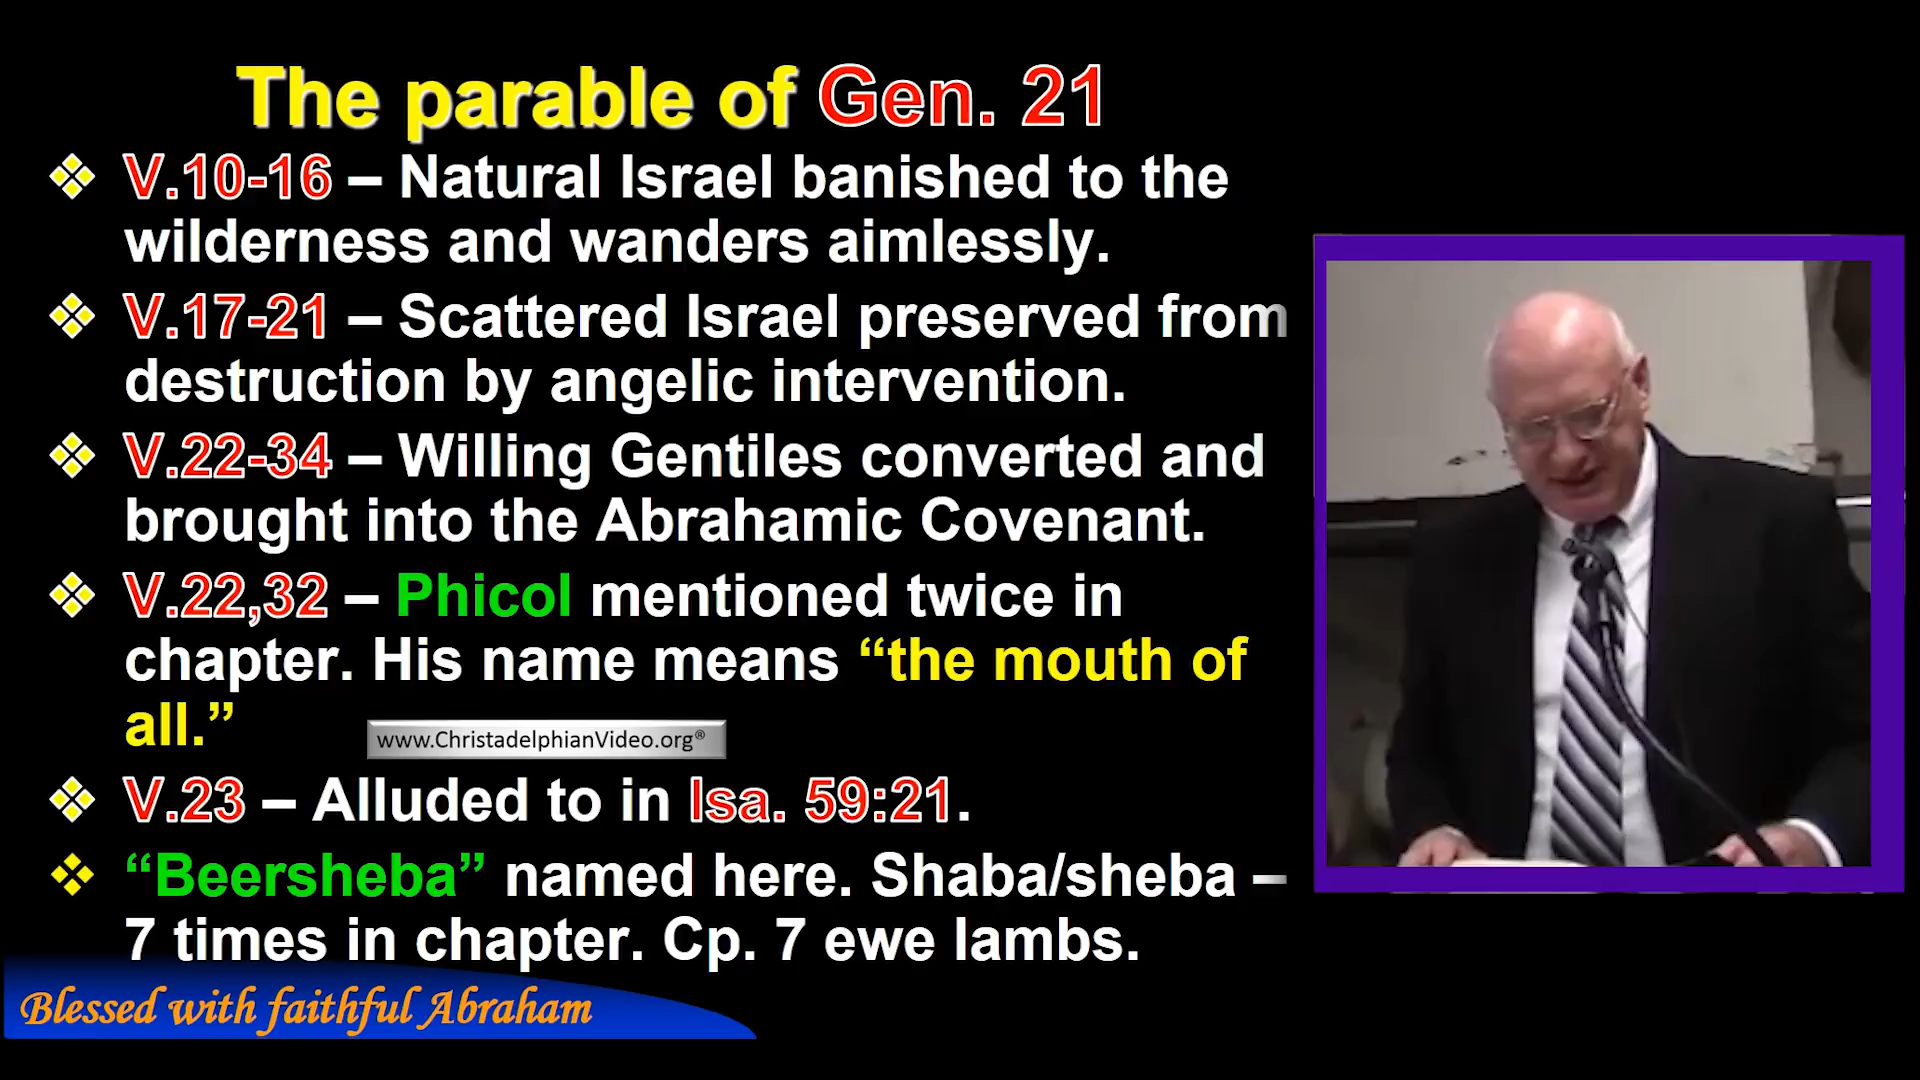 The parable of Gen. 21
V.10-16 – Natural Israel banished to the
wilderness and wanders aimlessly.
V.17-21 – Scattered Israel preserved from
destruction by angelic intervention.
V.22-34 – Willing Gentiles converted and
brought into the Abrahamic Covenant.
V.22,32 – Phicol mentioned twice in
chapter. His name means “the mouth of
all.”
www.ChristadelphianVideo.org®
V.23 – Alluded to in Isa. 59:21.
“Beersheba” named here. Shaba/sheba –
7 times in chapter. Cp. 7 ewe lambs.
Blessed with faithful Abraham